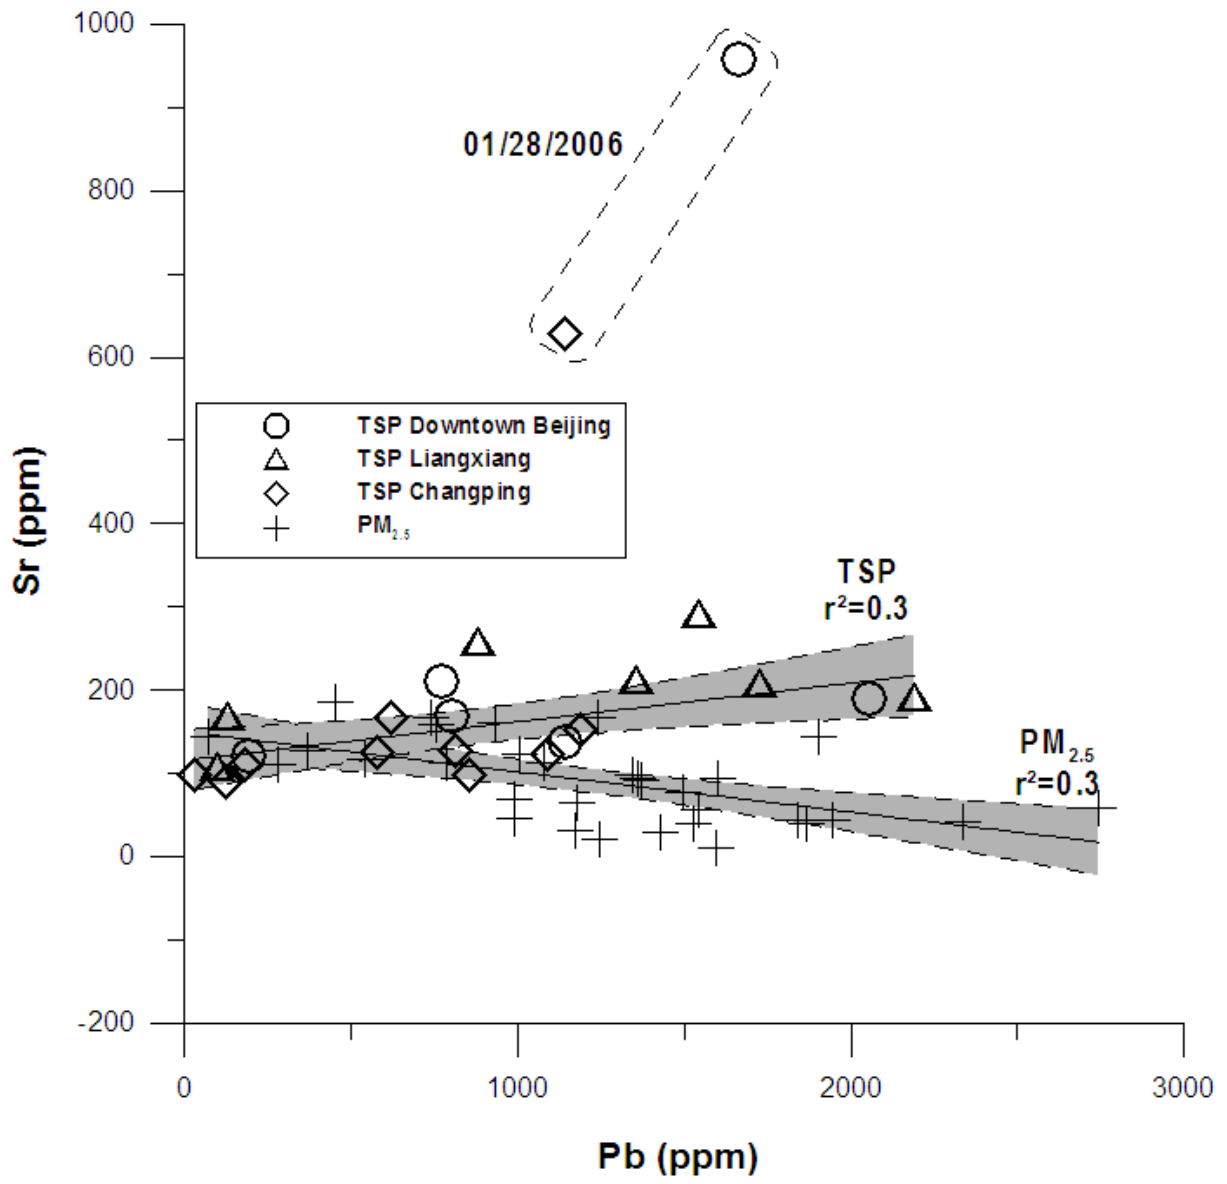 1000
800
600
400
200
0
-200
Sr (ppm)
01/28/2006
TSP Downtown Beijing
TSP Liangxiang
TSP Changping
PM₂.₅
TSP
r²=0.3
PM₂.₅
r²=0.3
0 1000 2000 3000
Pb (ppm)